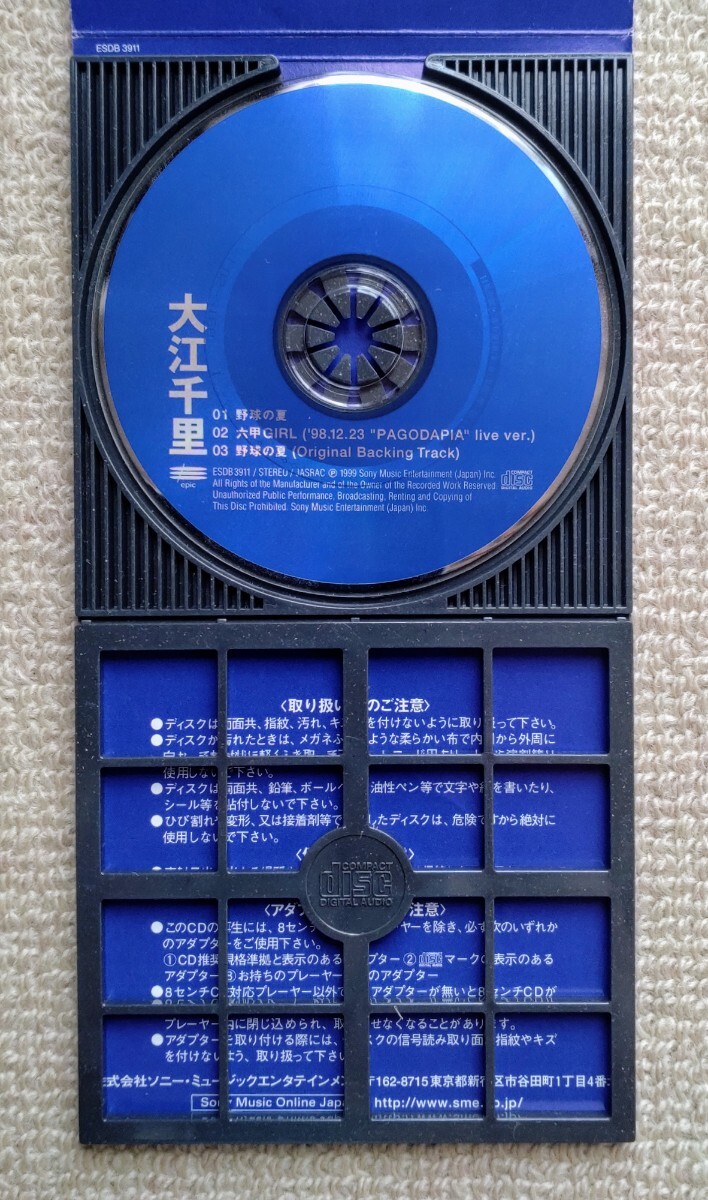 ESDB 3911
大江千里
01 野球の夏
02 六甲GIRL ('98.12.23 "PAGODAPIA" live ver.)
03 野球の夏 (Original Backing Track)
epic
ESDB 3911 / STEREO / JASRAC Ⓟ 1999 Sony Music Entertainment (Japan) Inc.
All Rights of the Manufacturer and of the Owner of the Recorded Work Reserved.
Unauthorized Public Performance, Broadcasting, Renting and Copying of
This Disc Prohibited. Sony Music Entertainment (Japan) Inc.
COMPACT disc DIGITAL AUDIO
〈取り扱い のご注意〉
●ディスクは 両面共、指紋、汚れ、キズを付けないように取り扱って下さい。
●ディスクが汚れたときは、メガネふ ような柔らかい布で内周から外周に
使用しないで下さい。
●ディスクは両面共、鉛筆、ボールペ 油性ペン等で文字や を書いたり、
シール等を貼付しないで下さい。
●ひび割れや変形、又は接着剤等で したディスクは、危険ですから絶対に
使用しないで下さい。
COMPACT
disc
DIGITAL AUDIO
〈アダプ 注意〉
●このCDの再生には、8センチ ーヤーを除き、必ず次のいずれか
のアダプターをご使用下さい。
①CD推奨規格準拠と表示のあるアダプター ② マークの表示のある
アダプター ③お持ちのプレーヤー のアダプター
●8センチCD対応プレーヤー以外で アダプターが無いと8センチCDが
プレーヤー内に閉じ込められ、取り せなくなることがあります。
●アダプターを取り付ける際には、ディスクの信号読み取り面に指紋やキズ
を付けないよう、取り扱って下さい
式会社ソニー・ミュージックエンタテインメント 〒162-8715 東京都新宿区市谷田町1丁目4番
Sony Music Online Japan http://www.sme.co.jp/